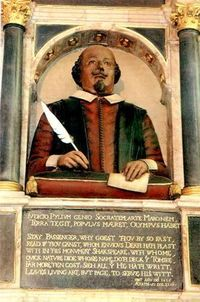 IVDICIO PYLIVM, GENIO SOCRATEM, ARTE MARONEM,
TERRA TEGIT, POPVLVS MÆRET, OLYMPVS HABET
STAY PASSENGER, WHY GOEST THOV BY SO FAST,
READ IF THOV CANST, WHOM ENVIOVS DEATH HATH PLAST
WITH IN THIS MONVMENT SHAKSPEARE: WITH WHOME,
QVICK NATVRE DIDE: WHOSE NAME, DOTH DECK Y TOMBE,
FAR MORE, THEN COST: SIEH ALL, Y HE HATH WRITT,
LEAVES LIVING ART, BVT PAGE, TO SERVE HIS WITT.